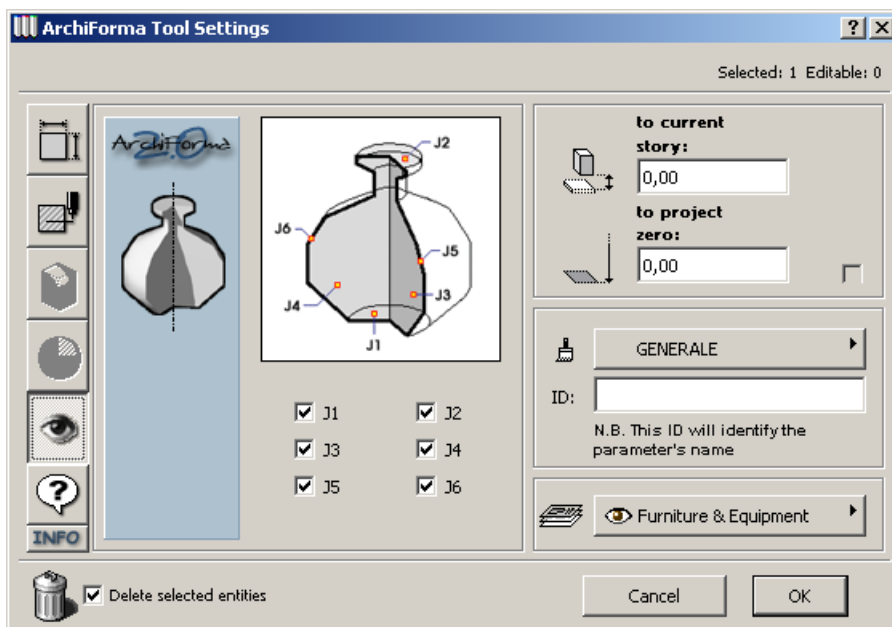 ArchiForma Tool Settings
Selected: 1 Editable: 0
ArchiForma
2.0
J2
J6
J5
J4
J3
J1
J1
J2
J3
J4
J5
J6
INFO
to current
story:
0,00
to project
zero:
0,00
GENERALE
ID:
N.B. This ID will identify the
parameter's name
Furniture & Equipment
Delete selected entities
Cancel
OK